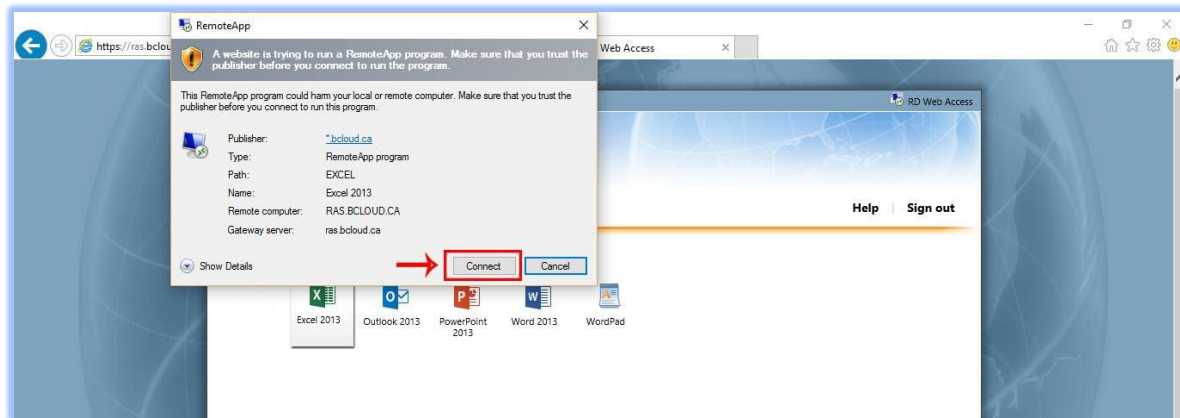 RemoteApp
https://ras.bclou
Web Access
A website is trying to run a RemoteApp program. Make sure that you trust the
publisher before you connect to run the program.
This RemoteApp program could harm your local or remote computer. Make sure that you trust the
publisher before you connect to run this program.
RD Web Access
Publisher: *.bcloud.ca
Type: RemoteApp program
Path: EXCEL
Name: Excel 2013
Remote computer: RAS.BCLOUD.CA
Gateway server: ras.bcloud.ca
Help Sign out
Show Details
Connect Cancel
Excel 2013
Outlook 2013
PowerPoint
2013
Word 2013
WordPad